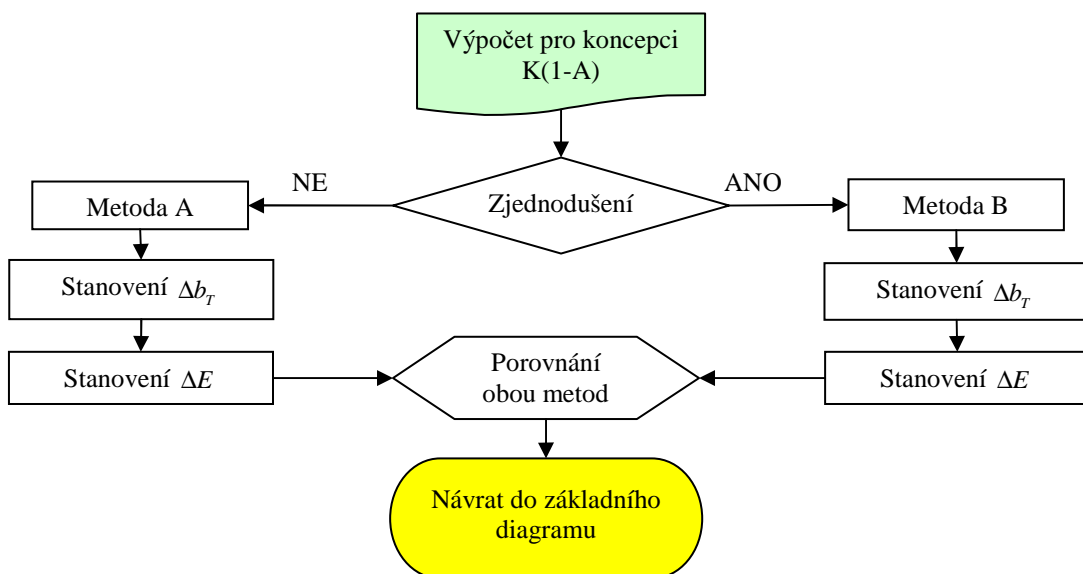 Výpočet pro koncepci
K(1-A)
NE
Zjednodušení
ANO
Metoda A
Metoda B
Stanovení Δb_T
Stanovení Δb_T
Stanovení ΔE
Porovnání
obou metod
Stanovení ΔE
Návrat do základního
diagramu